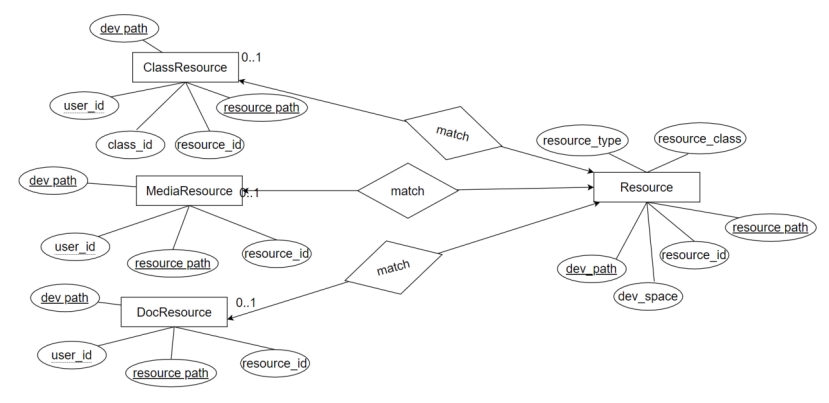 dev path
ClassResource
0..1
user_id
resource path
class_id
resource_id
match
resource_type
resource_class
Resource
resource path
resource_id
dev_path
dev_space
dev path
MediaResource
0..1
match
user_id
resource path
resource_id
match
dev path
0..1
DocResource
user_id
resource path
resource_id